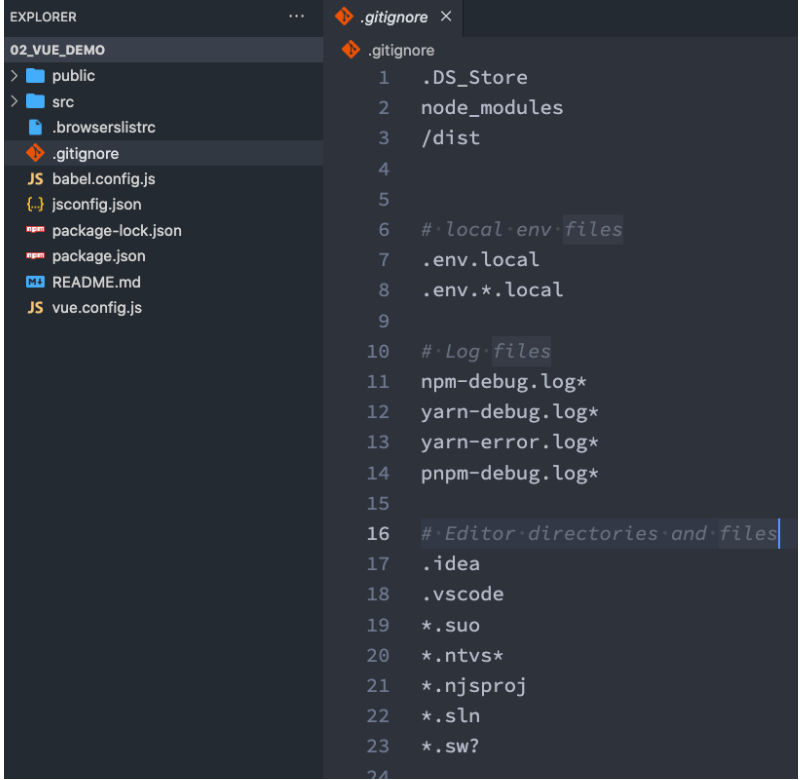 EXPLORER ···
02_VUE_DEMO
public
src
.browserslistrc
.gitignore
JS babel.config.js
{..} jsconfig.json
npm package-lock.json
npm package.json
M↓ README.md
JS vue.config.js
.gitignore ×
.gitignore
1 .DS_Store
2 node_modules
3 /dist
4
5
6 # local env files
7 .env.local
8 .env.*.local
9
10 # Log files
11 npm-debug.log*
12 yarn-debug.log*
13 yarn-error.log*
14 pnpm-debug.log*
15
16 # Editor directories and files
17 .idea
18 .vscode
19 *.suo
20 *.ntvs*
21 *.njsproj
22 *.sln
23 *.sw?
24